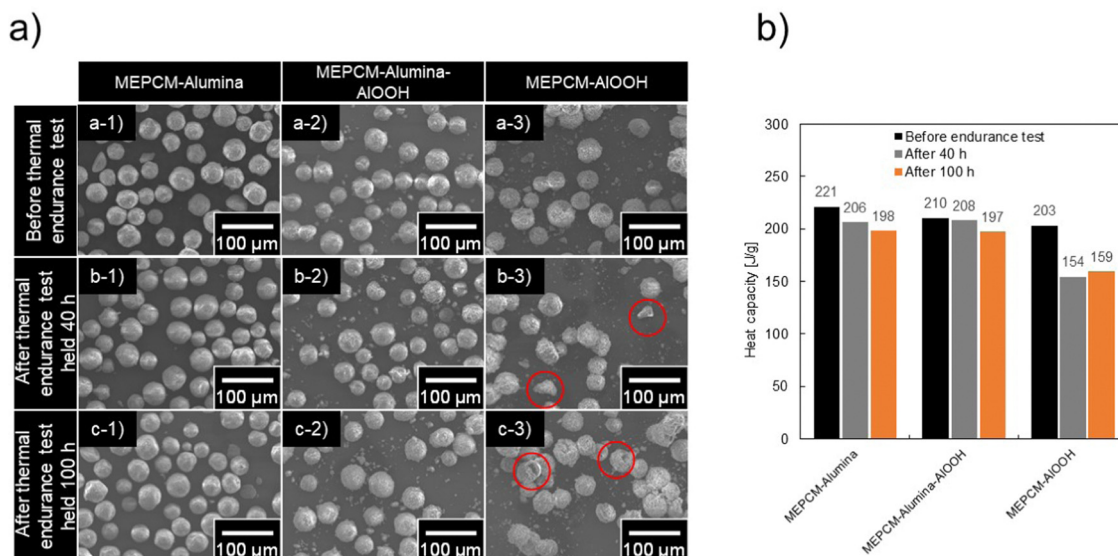 a)
MEPCM-Alumina
MEPCM-Alumina-
AlOOH
MEPCM-AlOOH
Before thermal
endurance test
a-1)
100 µm
a-2)
100 µm
a-3)
100 µm
After thermal
endurance test
held 40 h
b-1)
100 µm
b-2)
100 µm
b-3)
100 µm
After thermal
endurance test
held 100 h
c-1)
100 µm
c-2)
100 µm
c-3)
100 µm
b)
Heat capacity [J/g]
300
250
200
150
100
50
0
Before endurance test
After 40 h
After 100 h
221
206
198
210
208
197
203
154
159
MEPCM-Alumina
MEPCM-Alumina-AlOOH
MEPCM-AlOOH